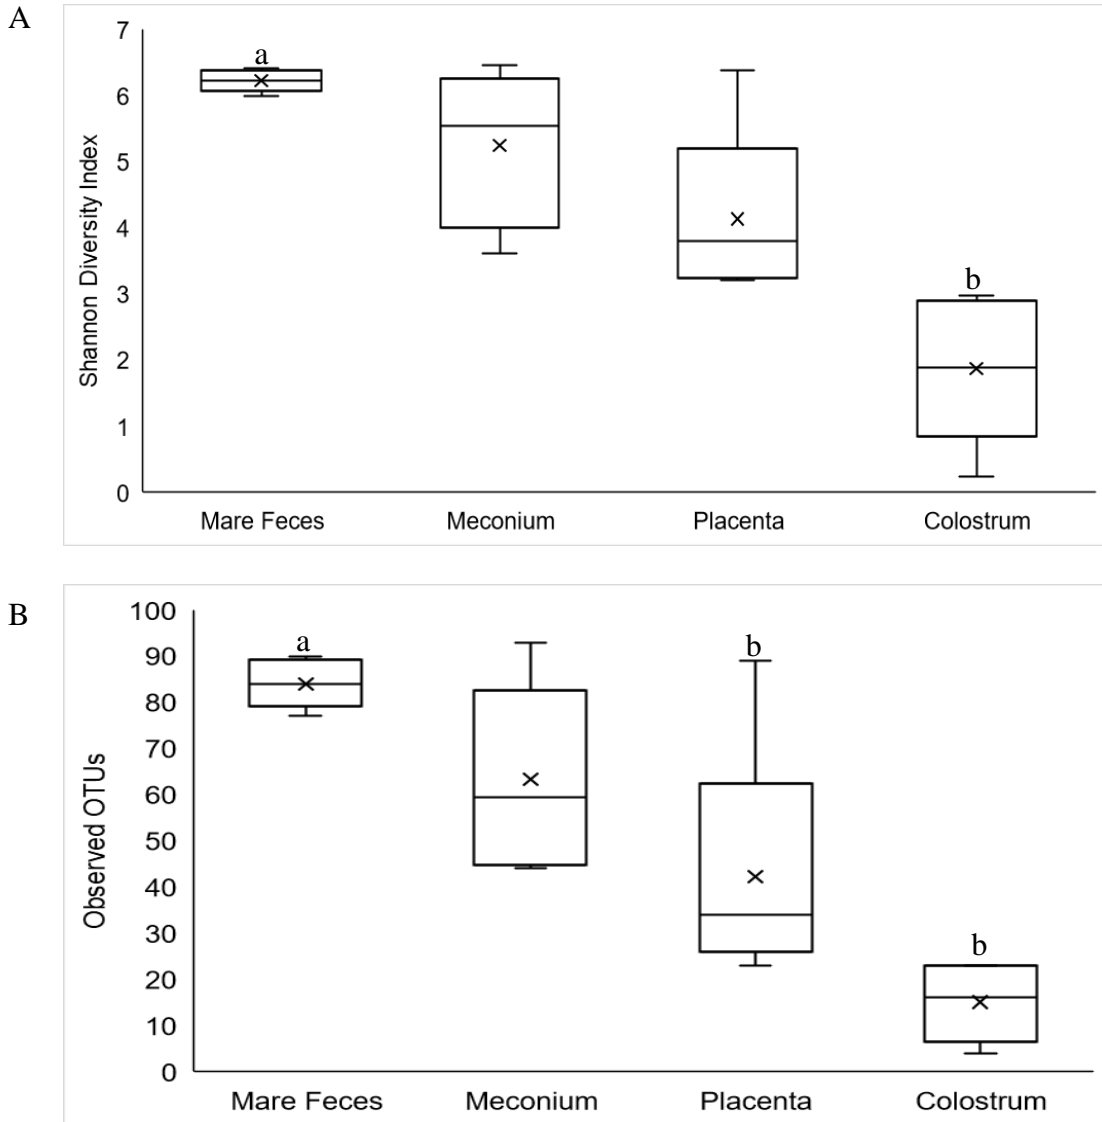 A
Shannon Diversity Index
7
6
5
4
3
2
1
0
a
b
Mare Feces Meconium Placenta Colostrum
B
Observed OTUs
100
90
80
70
60
50
40
30
20
10
0
a
b
b
Mare Feces Meconium Placenta Colostrum